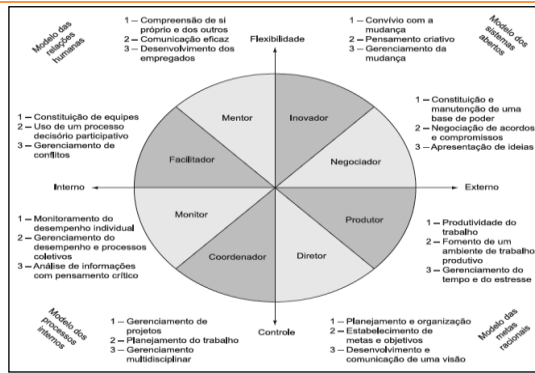 Modelo das
relações
humanas
1 – Compreensão de si
próprio e dos outros
2 – Comunicação eficaz
3 – Desenvolvimento dos
empregados
Flexibilidade
1 – Convívio com a
mudança
2 – Pensamento criativo
3 – Gerenciamento da
mudança
Modelo dos
sistemas
abertos
1 – Constituição de equipes
2 – Uso de um processo
decisório participativo
3 – Gerenciamento de
conflitos
Mentor
Inovador
1 – Constituição e
manutenção de uma
base de poder
2 – Negociação de acordos
e compromissos
3 – Apresentação de ideias
Facilitador
Negociador
Interno
Externo
Monitor
Produtor
1 – Monitoramento do
desempenho individual
2 – Gerenciamento do
desempenho e processos
coletivos
3 – Análise de informações
com pensamento crítico
Coordenador
Diretor
1 – Produtividade do
trabalho
2 – Fomento de um
ambiente de trabalho
produtivo
3 – Gerenciamento do
tempo e do estresse
Modelo dos
processos
internos
1 – Gerenciamento de
projetos
2 – Planejamento do trabalho
3 – Gerenciamento
multidisciplinar
Controle
1 – Planejamento e organização
2 – Estabelecimento de
metas e objetivos
3 – Desenvolvimento e
comunicação de uma visão
Modelo das
metas
racionais